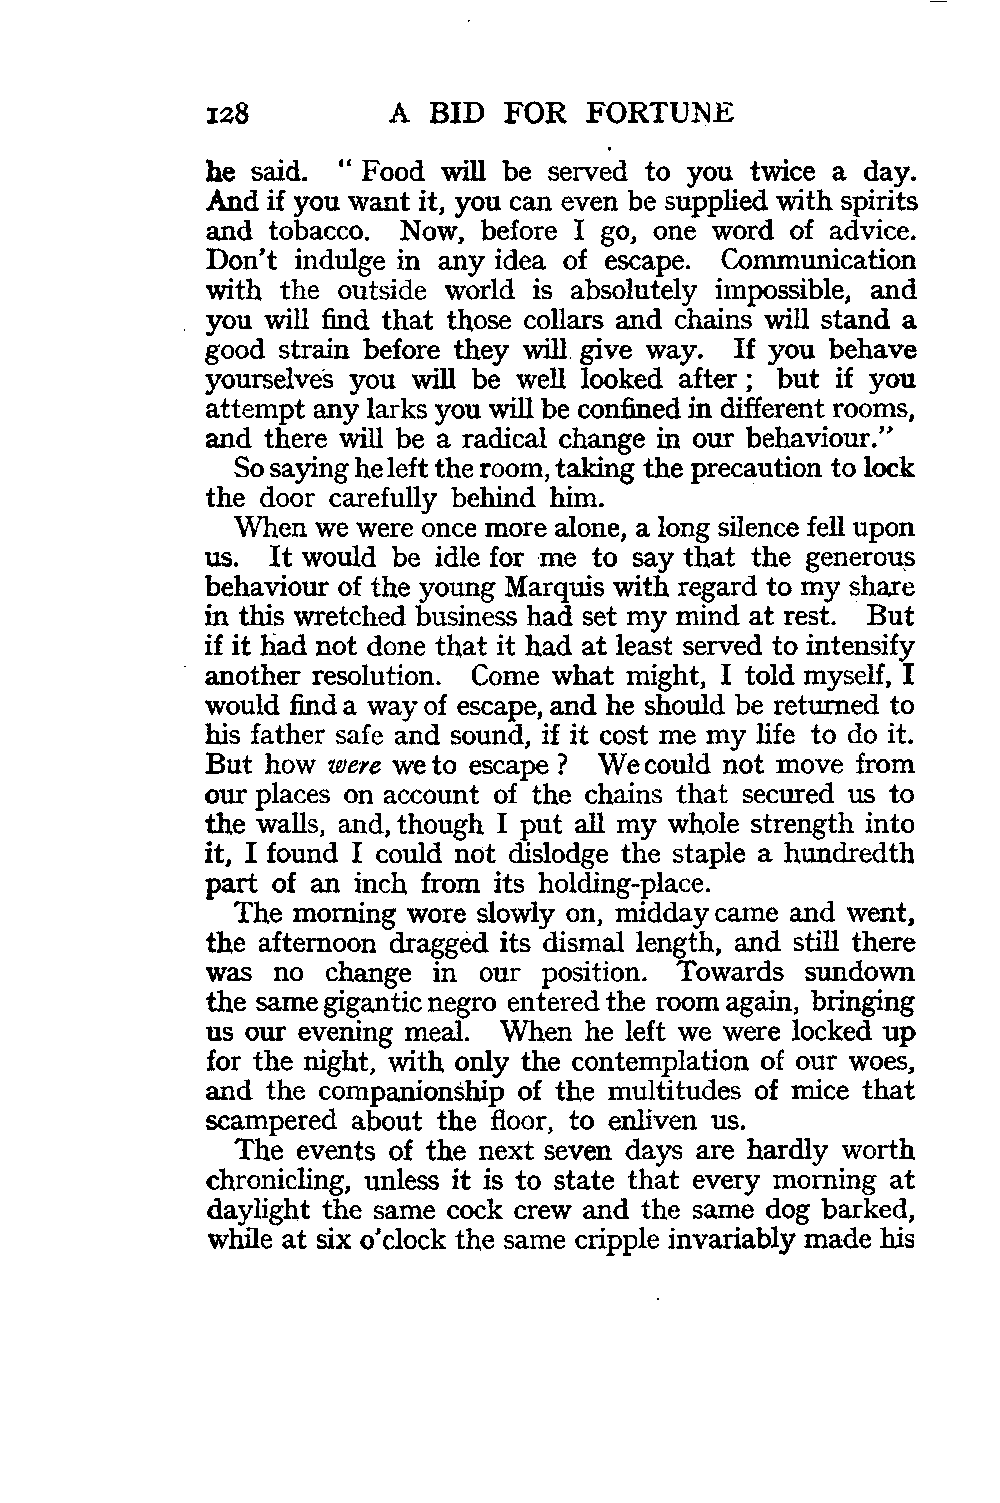 128 A BID FOR FORTUNE
he said. " Food will be served to you twice a day.
And if you want it, you can even be supplied with spirits
and tobacco. Now, before I go, one word of advice.
Don't indulge in any idea of escape. Communication
with the outside world is absolutely impossible, and
you will find that those collars and chains will stand a
good strain before they will give way. If you behave
yourselves you will be well looked after ; but if you
attempt any larks you will be confined in different rooms,
and there will be a radical change in our behaviour."
So saying he left the room, taking the precaution to lock
the door carefully behind him.
When we were once more alone, a long silence fell upon
us. It would be idle for me to say that the generous
behaviour of the young Marquis with regard to my share
in this wretched business had set my mind at rest. But
if it had not done that it had at least served to intensify
another resolution. Come what might, I told myself, I
would find a way of escape, and he should be returned to
his father safe and sound, if it cost me my life to do it.
But how were we to escape ? We could not move from
our places on account of the chains that secured us to
the walls, and, though I put all my whole strength into
it, I found I could not dislodge the staple a hundredth
part of an inch from its holding-place.
The morning wore slowly on, midday came and went,
the afternoon dragged its dismal length, and still there
was no change in our position. Towards sundown
the same gigantic negro entered the room again, bringing
us our evening meal. When he left we were locked up
for the night, with only the contemplation of our woes,
and the companionship of the multitudes of mice that
scampered about the floor, to enliven us.
The events of the next seven days are hardly worth
chronicling, unless it is to state that every morning at
daylight the same cock crew and the same dog barked,
while at six o'clock the same cripple invariably made his